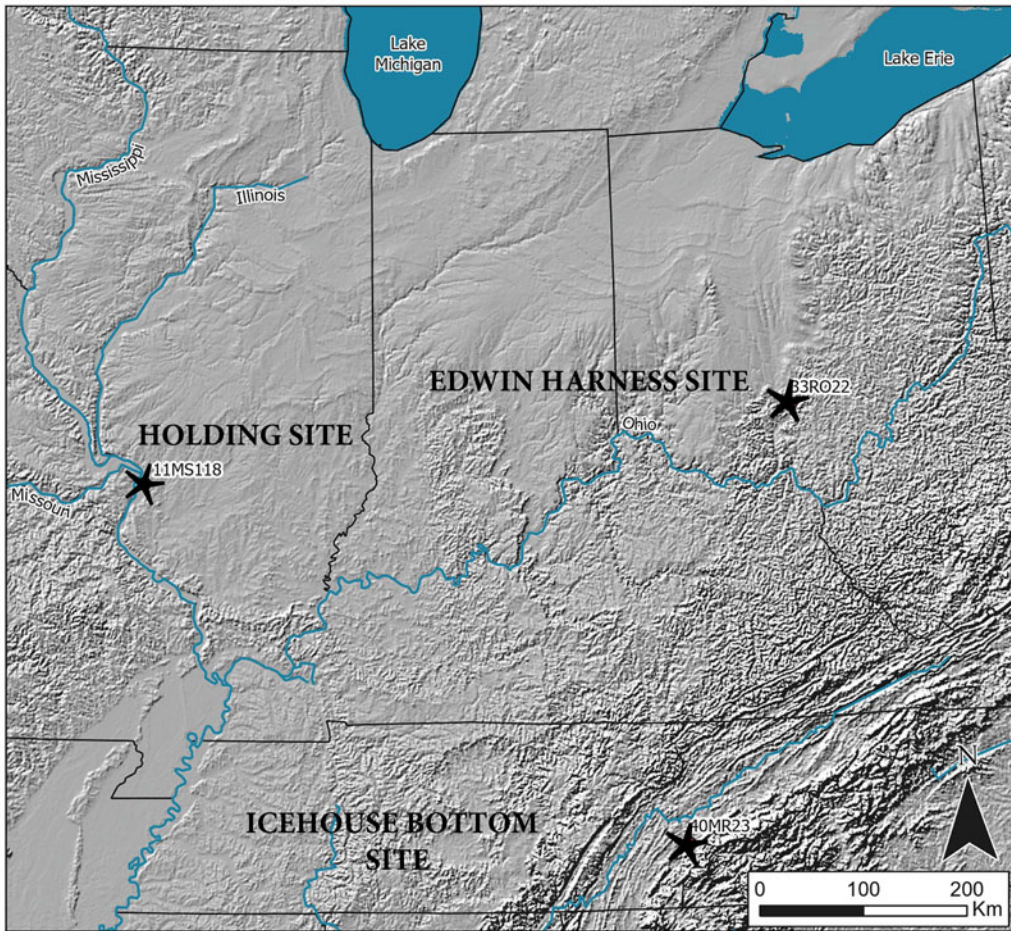 Lake
Michigan
Lake Erie
Mississippi
Illinois
EDWIN HARNESS SITE
33RO22
Ohio
HOLDING SITE
11MS118
Missouri
N
ICEHOUSE BOTTOM
SITE
40MR23
0 100 200
Km